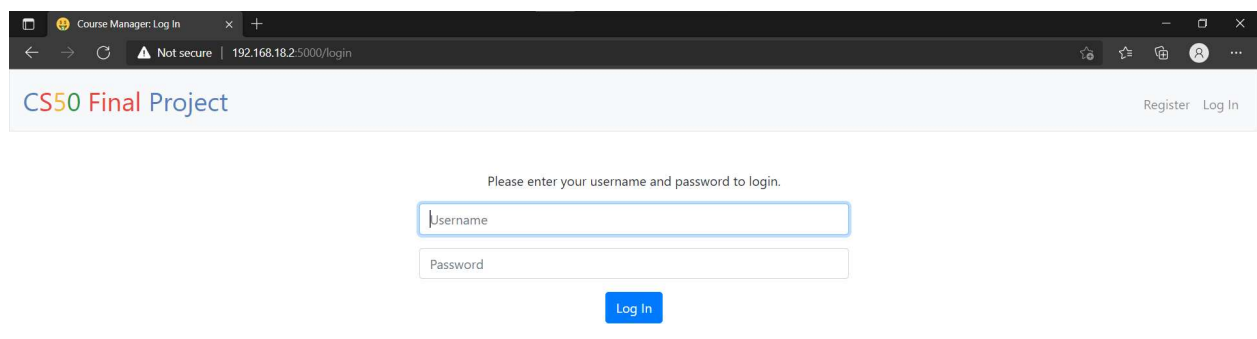 Course Manager: Log In
Not secure | 192.168.18.2:5000/login
CS50 Final Project
Register Log In
Please enter your username and password to login.
Username
Password
Log In